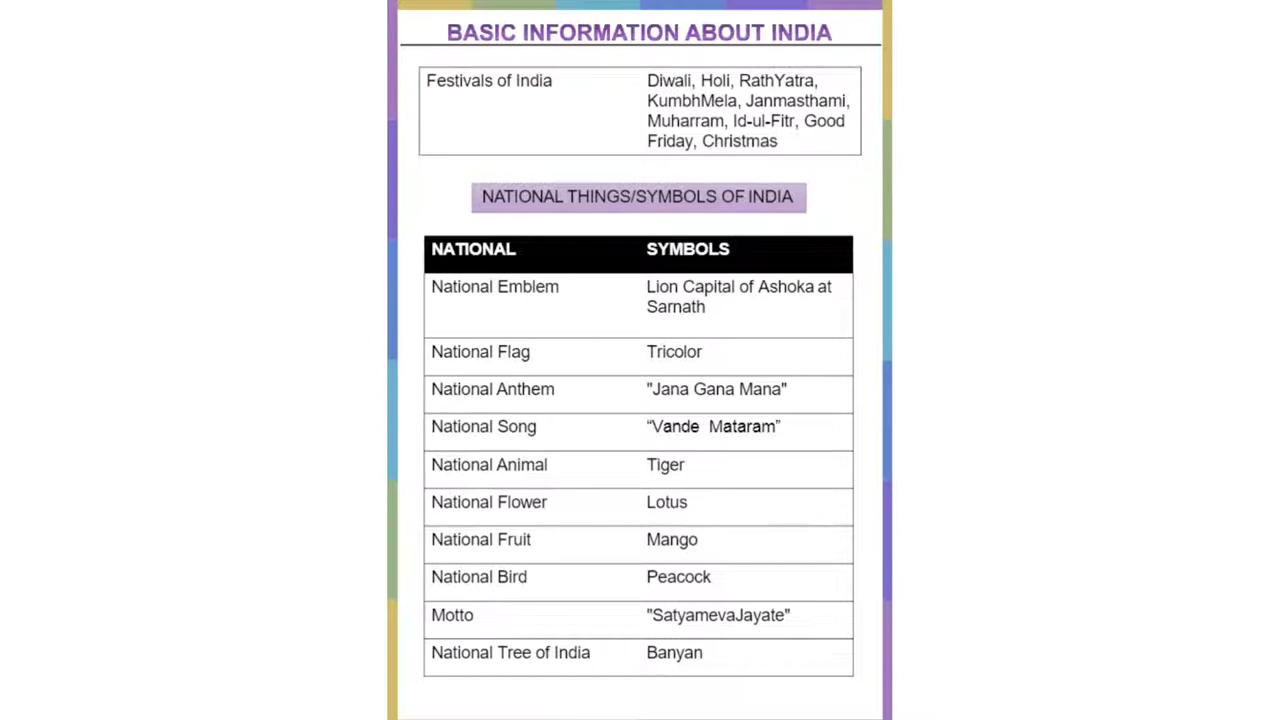 BASIC INFORMATION ABOUT INDIA
Festivals of India Diwali, Holi, RathYatra,
KumbhMela, Janmasthami,
Muharram, Id-ul-Fitr, Good
Friday, Christmas
NATIONAL THINGS/SYMBOLS OF INDIA
NATIONAL SYMBOLS
National Emblem Lion Capital of Ashoka at
Sarnath
National Flag Tricolor
National Anthem "Jana Gana Mana"
National Song “Vande Mataram”
National Animal Tiger
National Flower Lotus
National Fruit Mango
National Bird Peacock
Motto "SatyamevaJayate"
National Tree of India Banyan